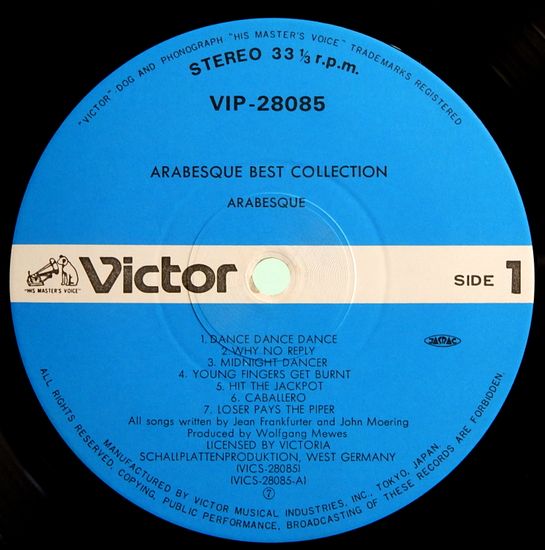 "VICTOR" DOG AND PHONOGRAPH "HIS MASTER'S VOICE" TRADEMARKS REGISTERED
STEREO 33 1/3 r.p.m.
VIP-28085
ARABESQUE BEST COLLECTION
ARABESQUE
"HIS MASTER'S VOICE"
Victor
SIDE 1
1. DANCE DANCE DANCE
2. WHY NO REPLY
3. MIDNIGHT DANCER
4. YOUNG FINGERS GET BURNT
5. HIT THE JACKPOT
6. CABALLERO
7. LOSER PAYS THE PIPER
JASRAC
All songs written by Jean Frankfurter and John Moering
Produced by Wolfgang Mewes
LICENSED BY VICTORIA
SCHALLPLATTENPRODUKTION, WEST GERMANY
(VICS-28085)
(VICS-28085-A)
⑦
ALL RIGHTS RESERVED, COPYING, PUBLIC PERFORMANCE, BROADCASTING OF THESE RECORDS ARE FORBIDDEN.
MANUFACTURED BY VICTOR MUSICAL INDUSTRIES, INC., TOKYO, JAPAN.